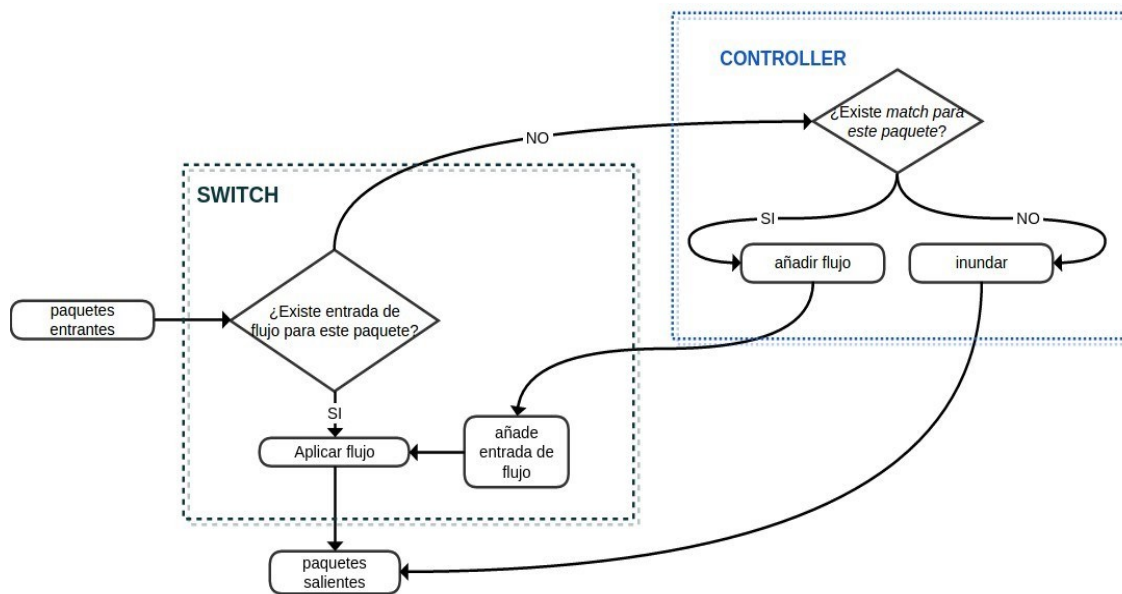 CONTROLLER
¿Existe match para
este paquete?
NO
SWITCH
SI
NO
añadir flujo
inundar
¿Existe entrada de
flujo para este paquete?
paquetes
entrantes
SI
Aplicar flujo
añade
entrada de
flujo
paquetes
salientes